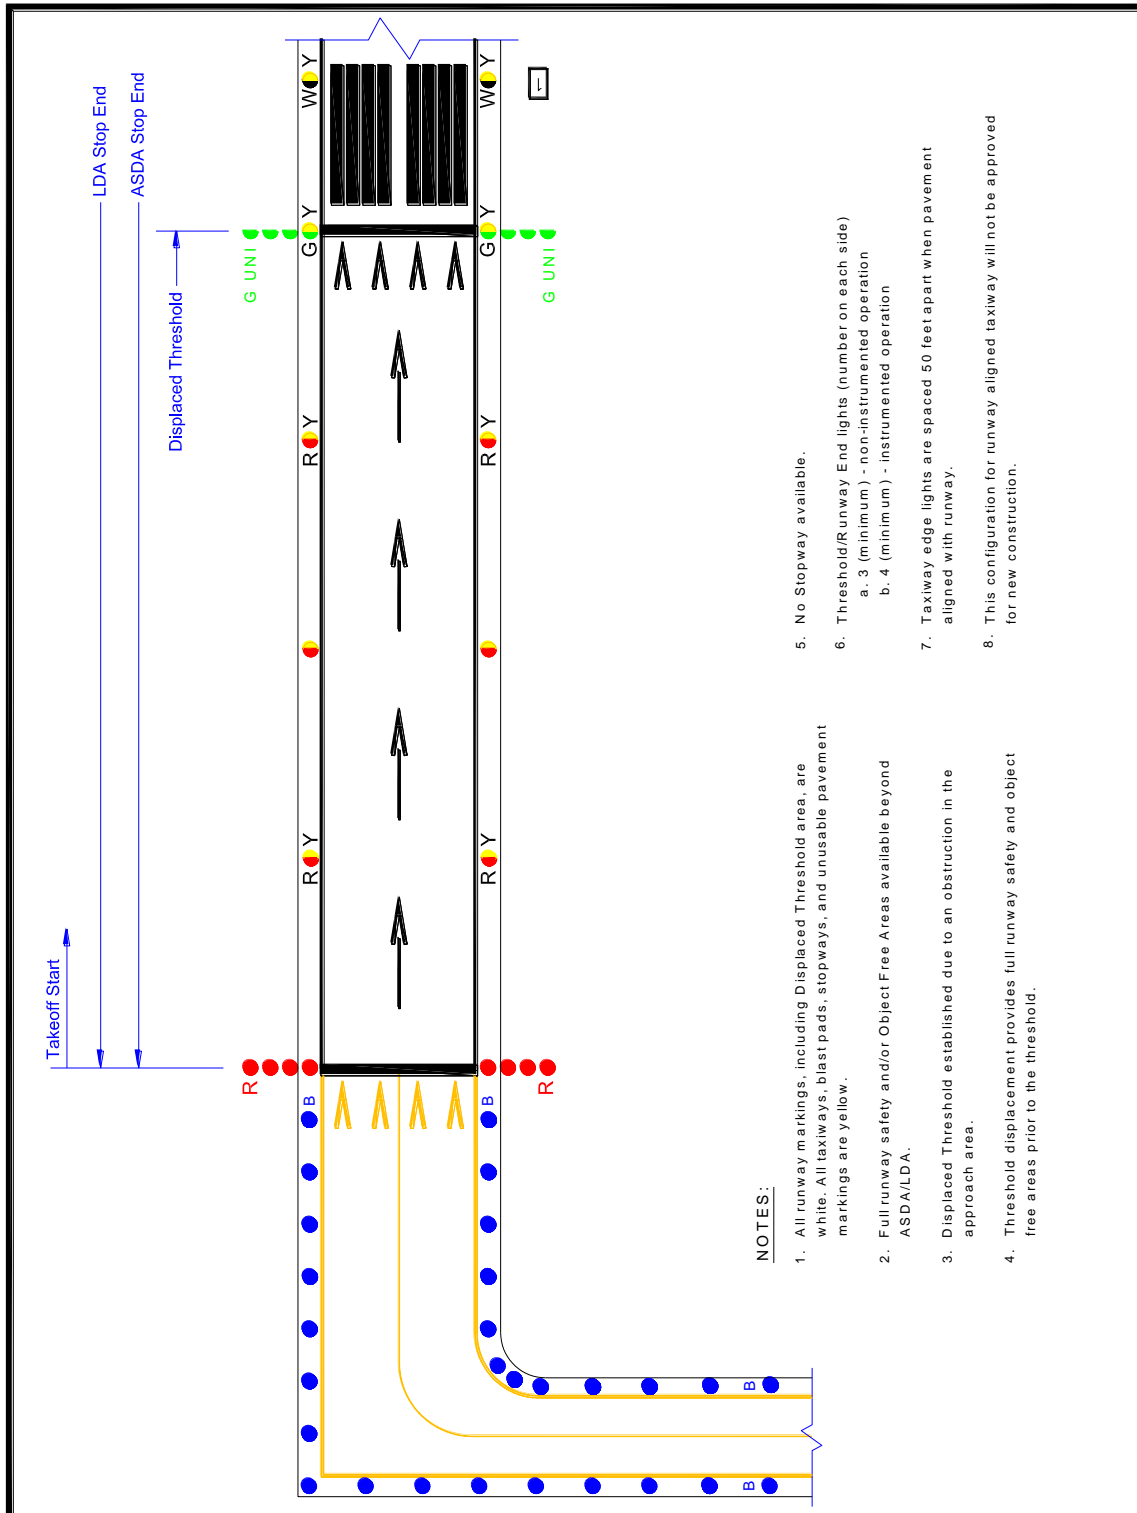 Takeoff Start
LDA Stop End
ASDA Stop End
Displaced Threshold
R
G UNI
B
R Y
R Y
G Y
W Y
B
R Y
R Y
G Y
W Y
R
G UNI
1
B
B
NOTES:
1. All runway markings, including Displaced Threshold area, are
white. All taxiways, blast pads, stopways, and unusable pavement
markings are yellow.
2. Full runway safety and/or Object Free Areas available beyond
ASDA/LDA.
3. Displaced Threshold established due to an obstruction in the
approach area.
4. Threshold displacement provides full runway safety and object
free areas prior to the threshold.
5. No Stopway available.
6. Threshold/Runway End lights (number on each side)
a. 3 (minimum) - non-instrumented operation
b. 4 (minimum) - instrumented operation
7. Taxiway edge lights are spaced 50 feet apart when pavement
aligned with runway.
8. This configuration for runway aligned taxiway will not be approved
for new construction.